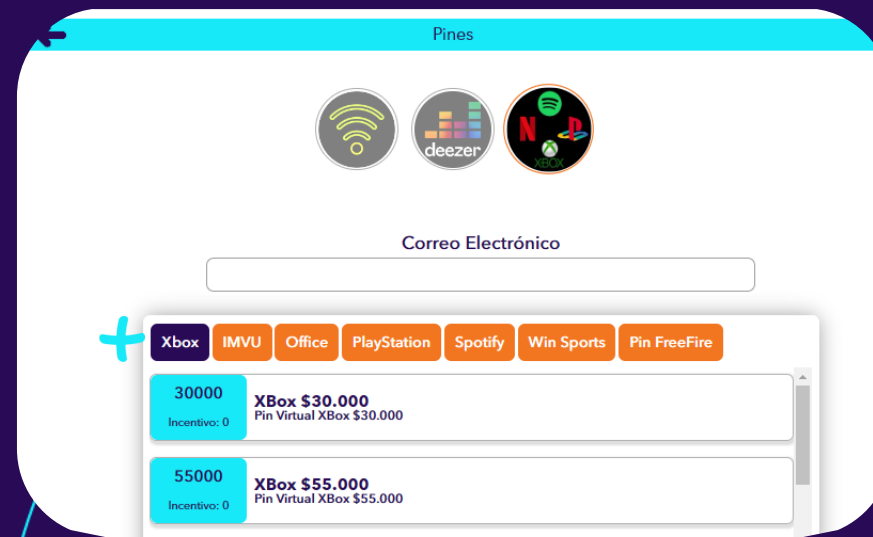 Pines
deezer
N
XBOX
Correo Electrónico
Xbox IMVU Office PlayStation Spotify Win Sports Pin FreeFire
30000
Incentivo: 0
XBox $30.000
Pin Virtual XBox $30.000
55000
Incentivo: 0
XBox $55.000
Pin Virtual XBox $55.000